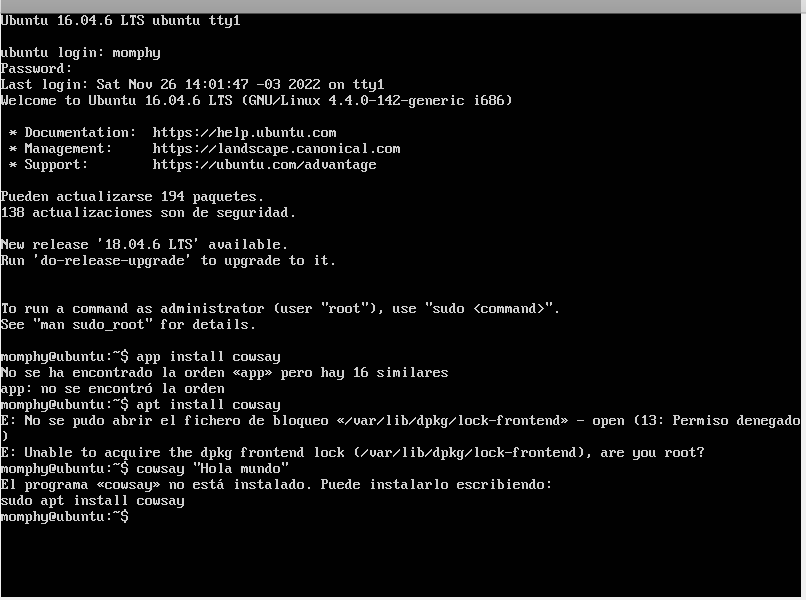 Ubuntu 16.04.6 LTS ubuntu tty1
ubuntu login: momphy
Password:
Last login: Sat Nov 26 14:01:47 -03 2022 on tty1
Welcome to Ubuntu 16.04.6 LTS (GNU/Linux 4.4.0-142-generic i686)
* Documentation:  https://help.ubuntu.com
* Management:     https://landscape.canonical.com
* Support:        https://ubuntu.com/advantage
Pueden actualizarse 194 paquetes.
138 actualizaciones son de seguridad.
New release '18.04.6 LTS' available.
Run 'do-release-upgrade' to upgrade to it.
To run a command as administrator (user "root"), use "sudo <command>".
See "man sudo_root" for details.
momphy@ubuntu:~$ app install cowsay
No se ha encontrado la orden «app» pero hay 16 similares
app: no se encontró la orden
momphy@ubuntu:~$ apt install cowsay
E: No se pudo abrir el fichero de bloqueo «/var/lib/dpkg/lock-frontend» - open (13: Permiso denegado
)
E: Unable to acquire the dpkg frontend lock (/var/lib/dpkg/lock-frontend), are you root?
momphy@ubuntu:~$ cowsay "Hola mundo"
El programa «cowsay» no está instalado. Puede instalarlo escribiendo:
sudo apt install cowsay
momphy@ubuntu:~$